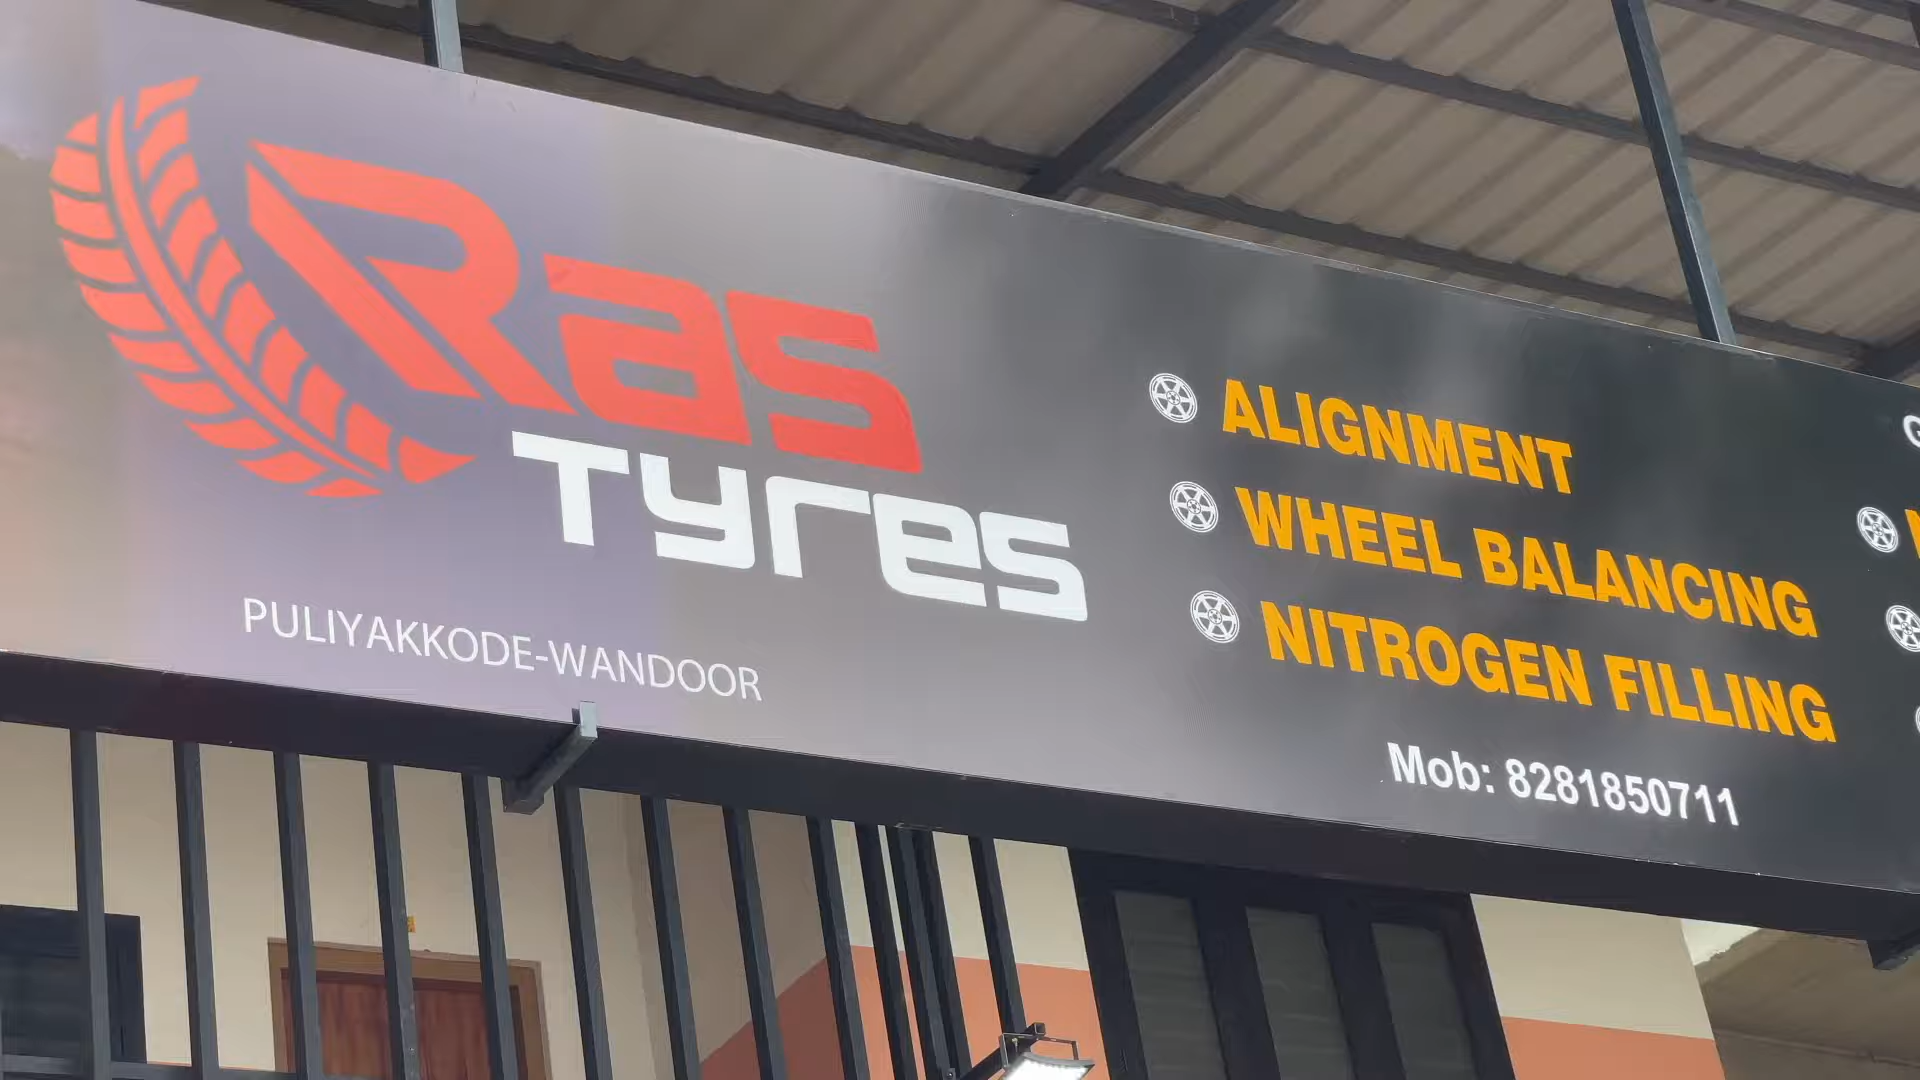 Ras
Tyres
PULIYAKKODE-WANDOOR
ALIGNMENT
WHEEL BALANCING
NITROGEN FILLING
Mob: 8281850711